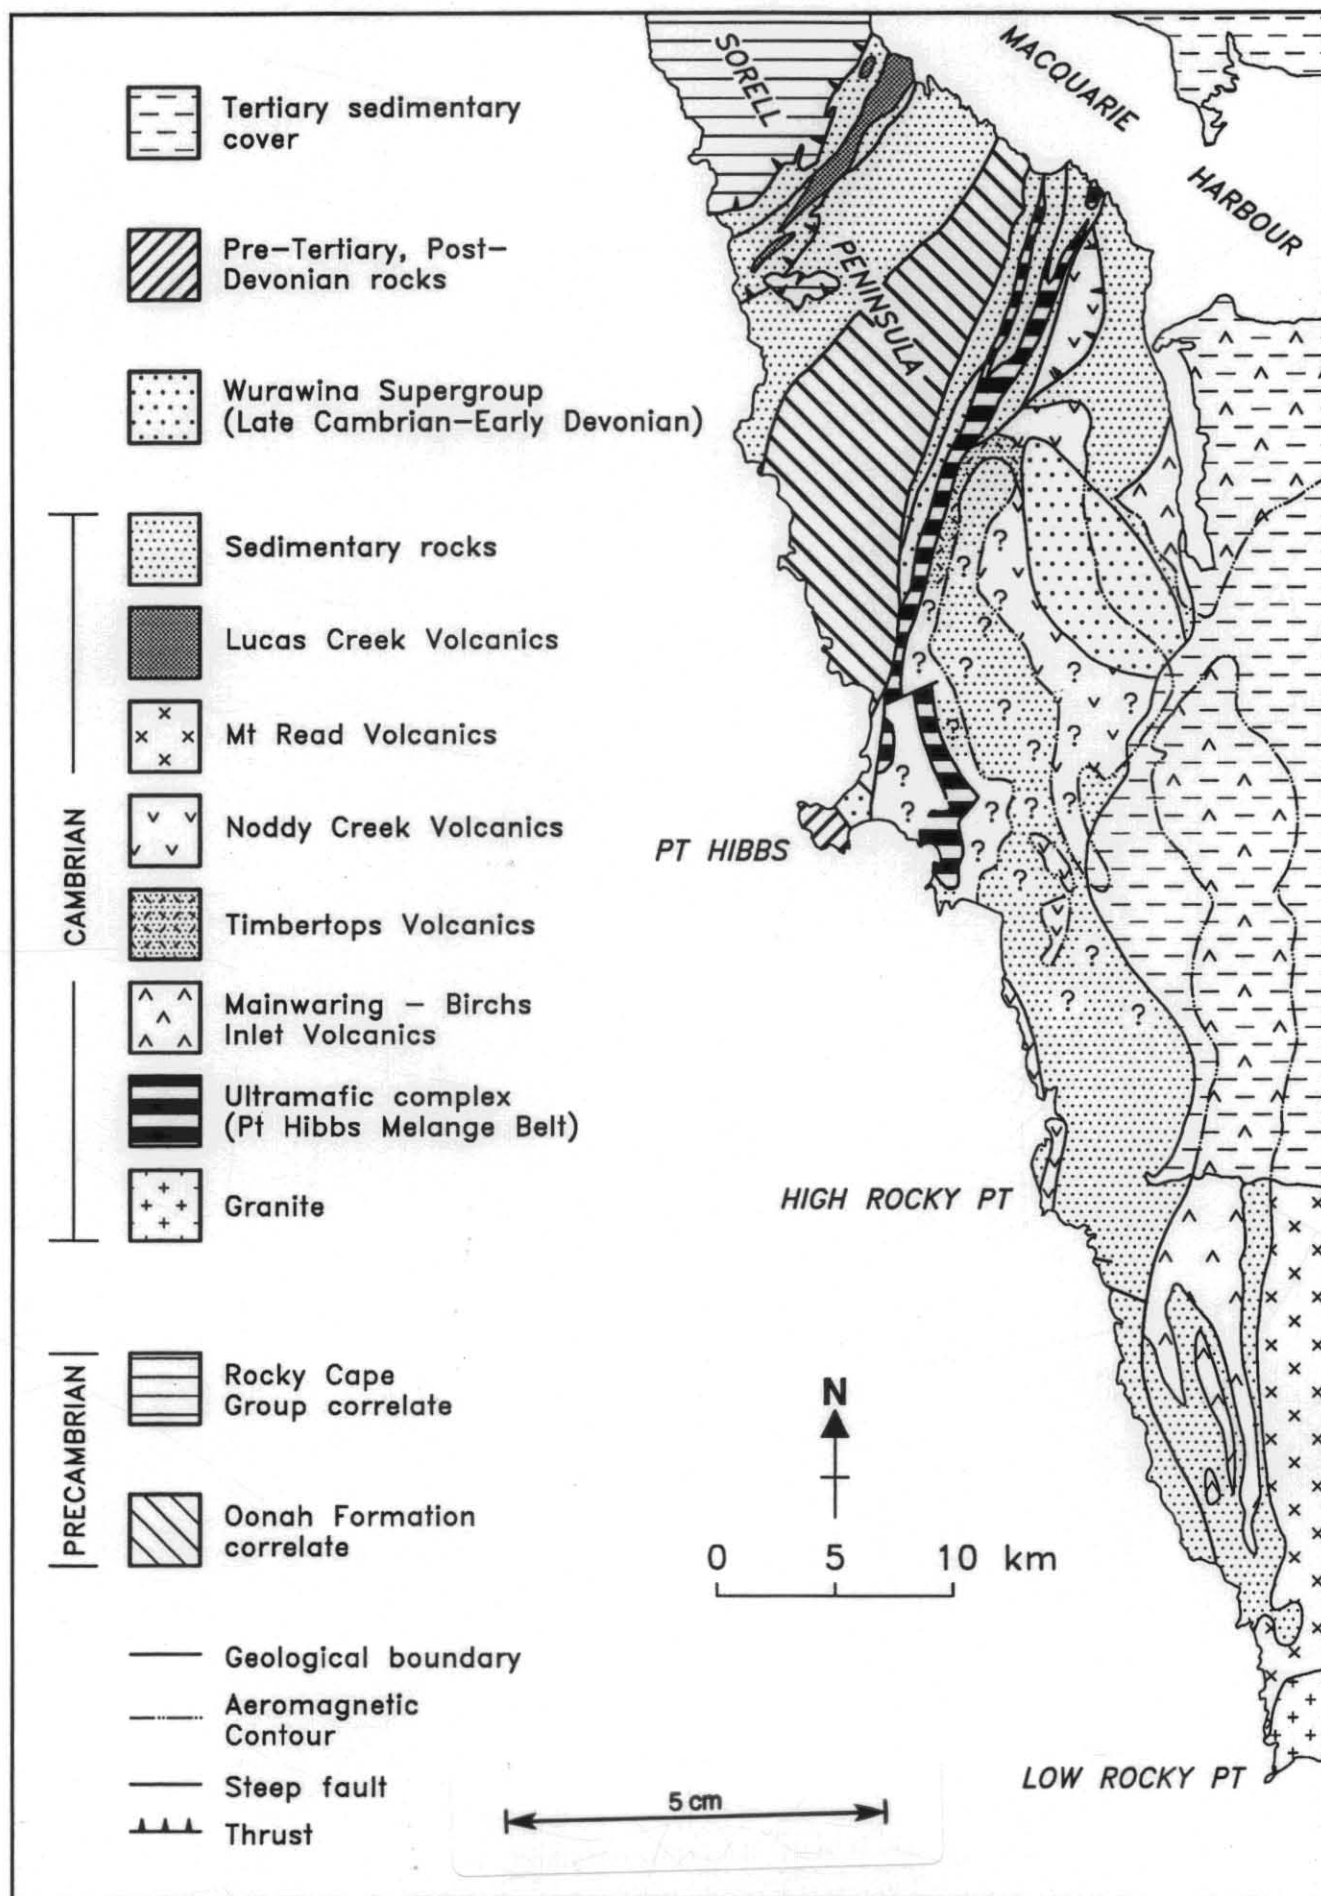 Tertiary sedimentary
cover
Pre-Tertiary, Post-
Devonian rocks
Wurawina Supergroup
(Late Cambrian-Early Devonian)
CAMBRIAN
Sedimentary rocks
Lucas Creek Volcanics
Mt Read Volcanics
Noddy Creek Volcanics
Timbertops Volcanics
Mainwaring - Birchs
Inlet Volcanics
Ultramafic complex
(Pt Hibbs Melange Belt)
Granite
PRECAMBRIAN
Rocky Cape
Group correlate
Oonah Formation
correlate
Geological boundary
Aeromagnetic
Contour
Steep fault
Thrust
SORELL
PENINSULA
MACQUARIE
HARBOUR
PT HIBBS
HIGH ROCKY PT
LOW ROCKY PT
N
0 5 10 km
5 cm
? ? ? ? ? ? ? ? ? ? ? ? ? ? ? ? ? ? ? ? ? ? ?